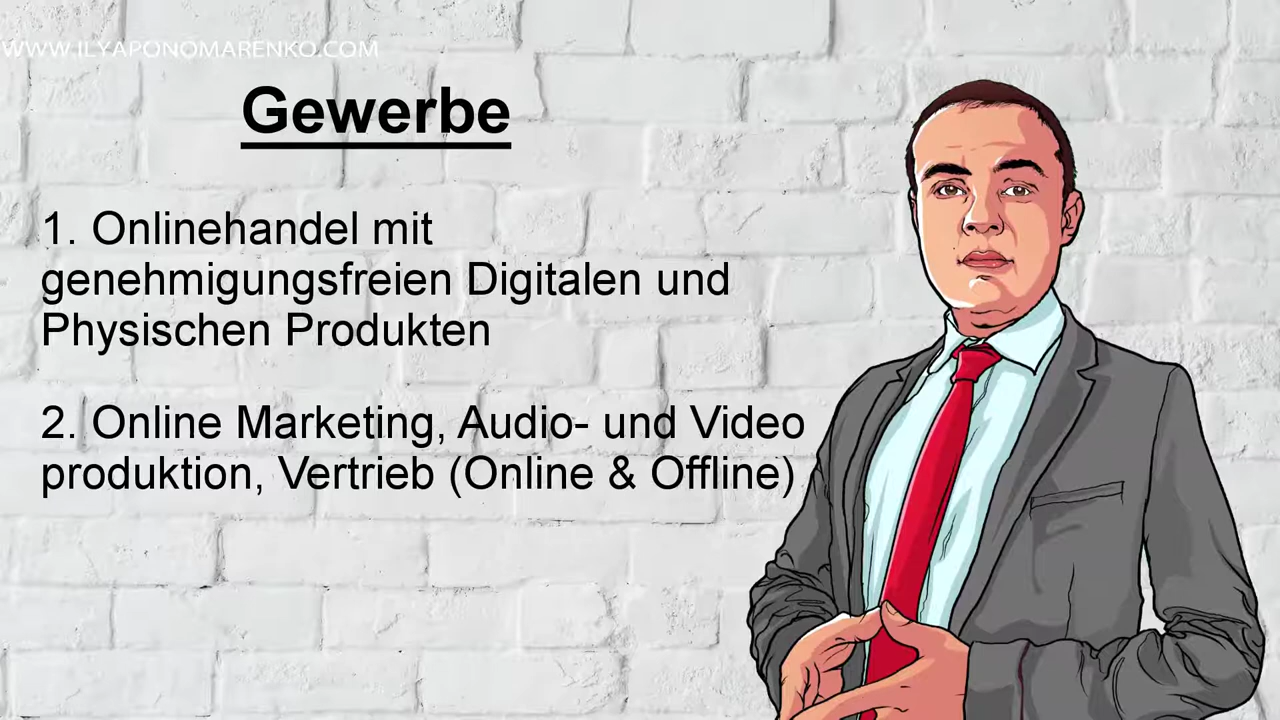 WWW.ILYAPONOMARENKO.COM
Gewerbe
1. Onlinehandel mit
genehmigungsfreien Digitalen und
Physischen Produkten
2. Online Marketing, Audio- und Video
produktion, Vertrieb (Online & Offline)